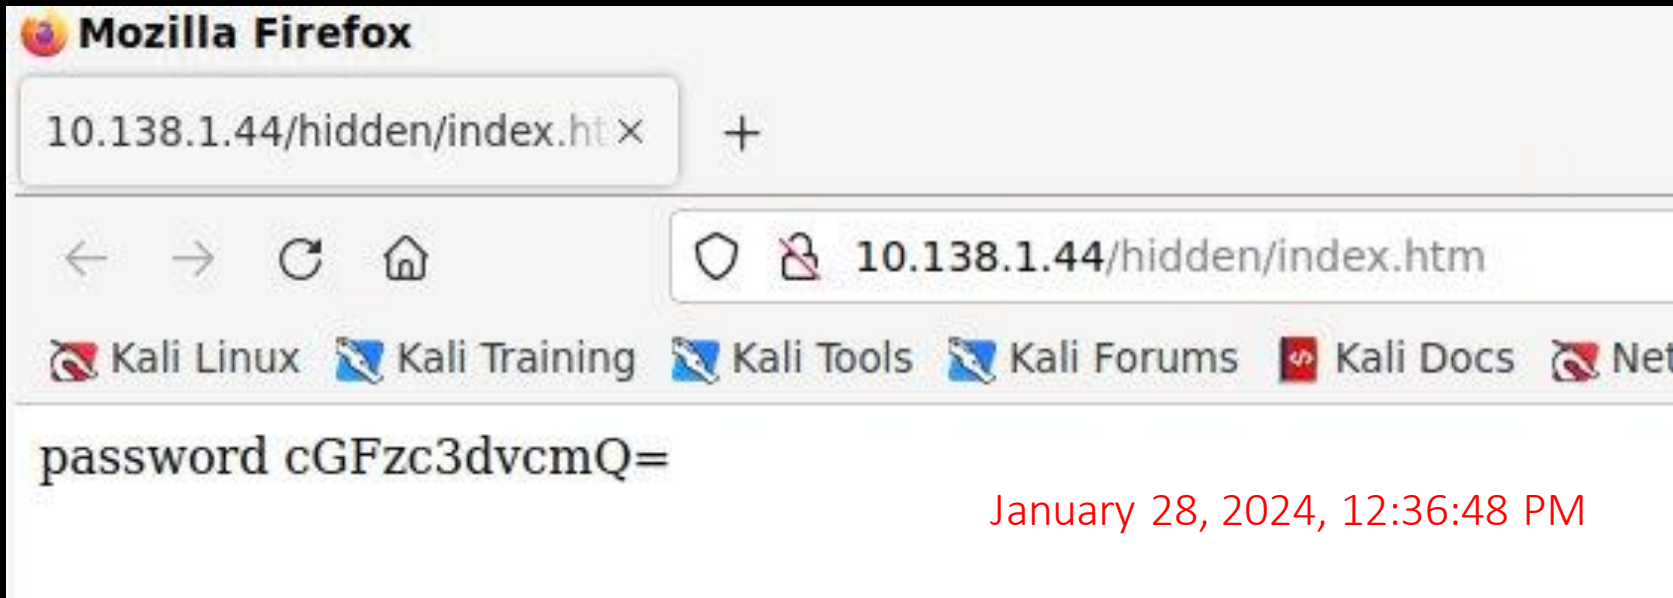 Mozilla Firefox
10.138.1.44/hidden/index.ht
10.138.1.44/hidden/index.htm
Kali Linux Kali Training Kali Tools Kali Forums Kali Docs Net
password cGFzc3dvcmQ=
January 28, 2024, 12:36:48 PM